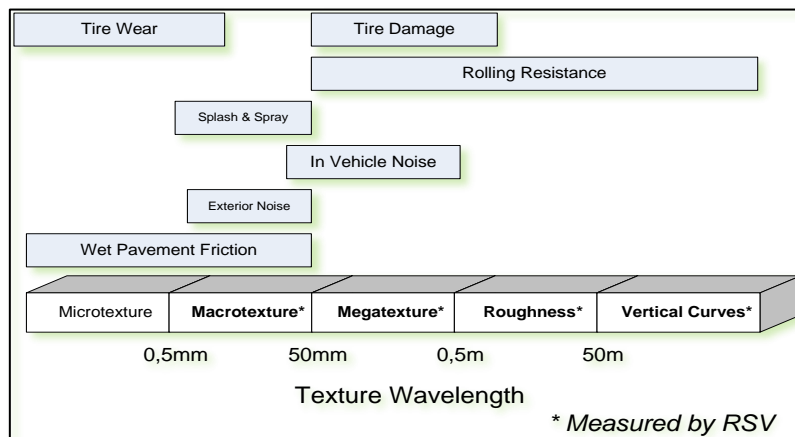 Tire Wear Tire Damage
Rolling Resistance
Splash & Spray
In Vehicle Noise
Exterior Noise
Wet Pavement Friction
Microtexture Macrotexture* Megatexture* Roughness* Vertical Curves*
0,5mm 50mm 0,5m 50m
Texture Wavelength
* Measured by RSV